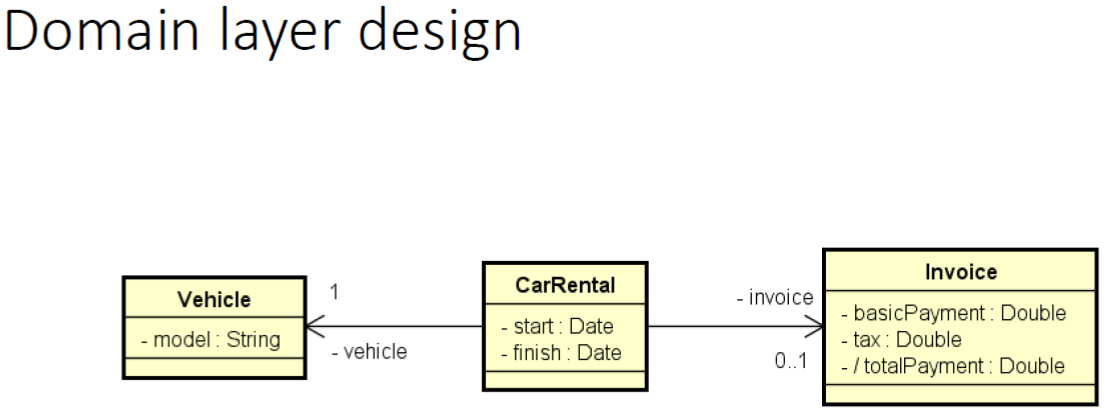 Domain layer design
Vehicle
- model : String
1
- vehicle
CarRental
- start : Date
- finish : Date
- invoice
0..1
Invoice
- basicPayment : Double
- tax : Double
- / totalPayment : Double